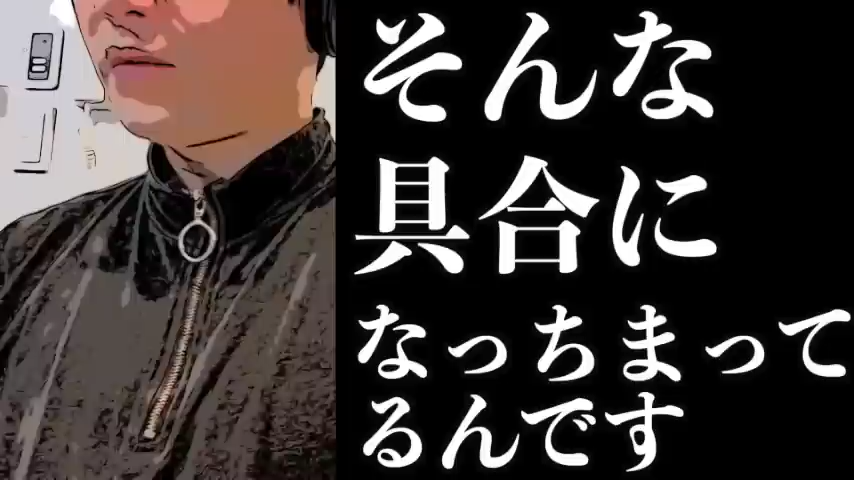 そんな
具合に
なっちまって
るんです